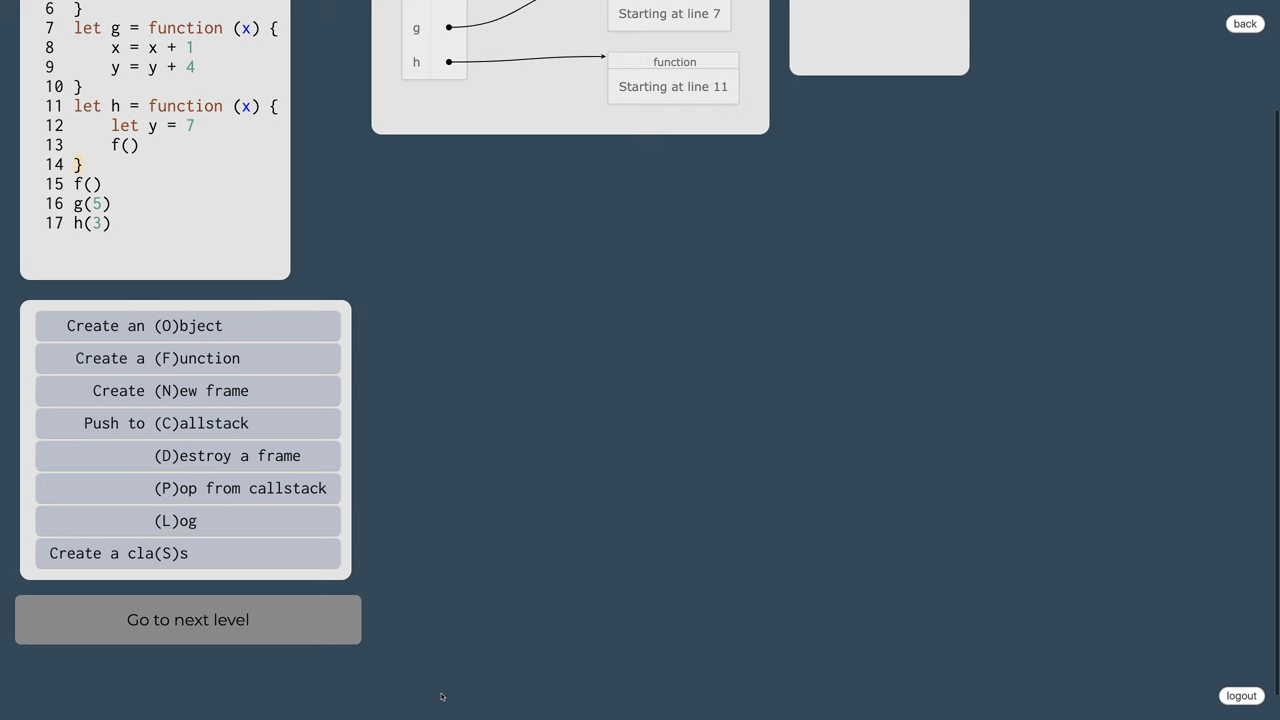 6 }
7 let g = function (x) {
8     x = x + 1
9     y = y + 4
10 }
11 let h = function (x) {
12     let y = 7
13     f()
14 }
15 f()
16 g(5)
17 h(3)
g
Starting at line 7
h
function
Starting at line 11
back
Create an (O)bject
Create a (F)unction
Create (N)ew frame
Push to (C)allstack
(D)estroy a frame
(P)op from callstack
(L)og
Create a cla(S)s
Go to next level
logout